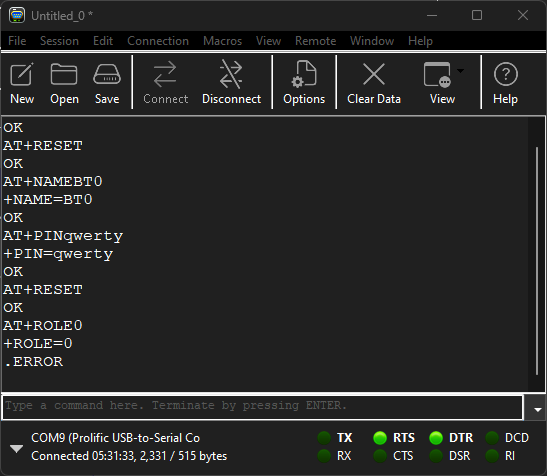 Untitled_0 *
File Session Edit Connection Macros View Remote Window Help
New Open Save Connect Disconnect Options Clear Data View Help
OK
AT+RESET
OK
AT+NAMEBT0
+NAME=BT0
OK
AT+PINqwerty
+PIN=qwerty
OK
AT+RESET
OK
AT+ROLE0
+ROLE=0
.ERROR
Type a command here. Terminate by pressing ENTER.
COM9 (Prolific USB-to-Serial Co TX RTS DTR DCD
Connected 05:31:33, 2,331 / 515 bytes RX CTS DSR RI